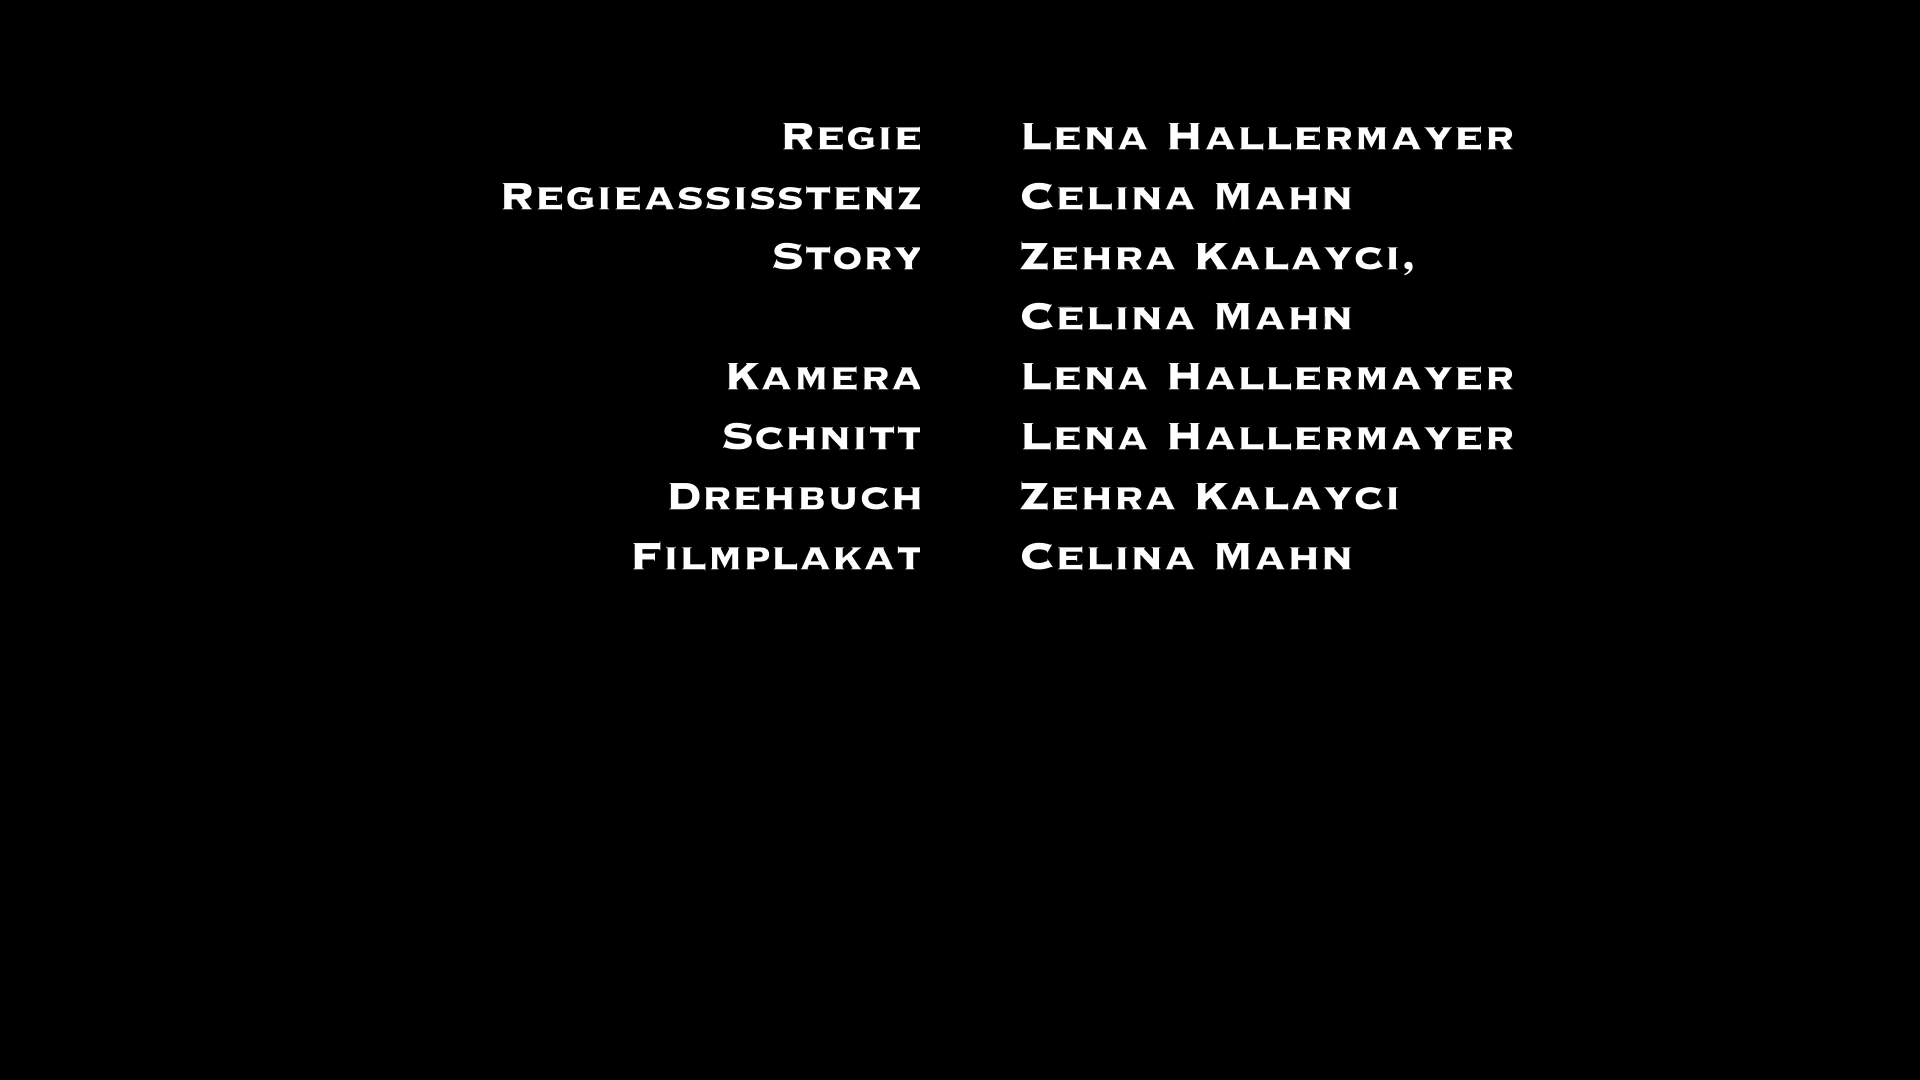 Regie Lena Hallermayer
Regieassisstenz Celina Mahn
Story Zehra Kalayci,
Celina Mahn
Kamera Lena Hallermayer
Schnitt Lena Hallermayer
Drehbuch Zehra Kalayci
Filmplakat Celina Mahn